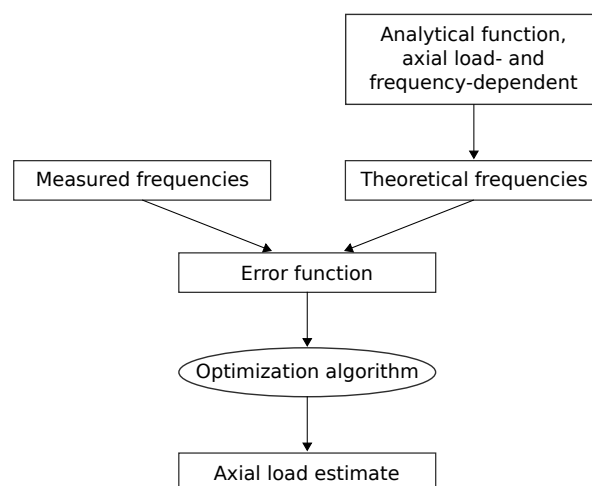 Analytical function,
axial load- and
frequency-dependent
Measured frequencies
Theoretical frequencies
Error function
Optimization algorithm
Axial load estimate